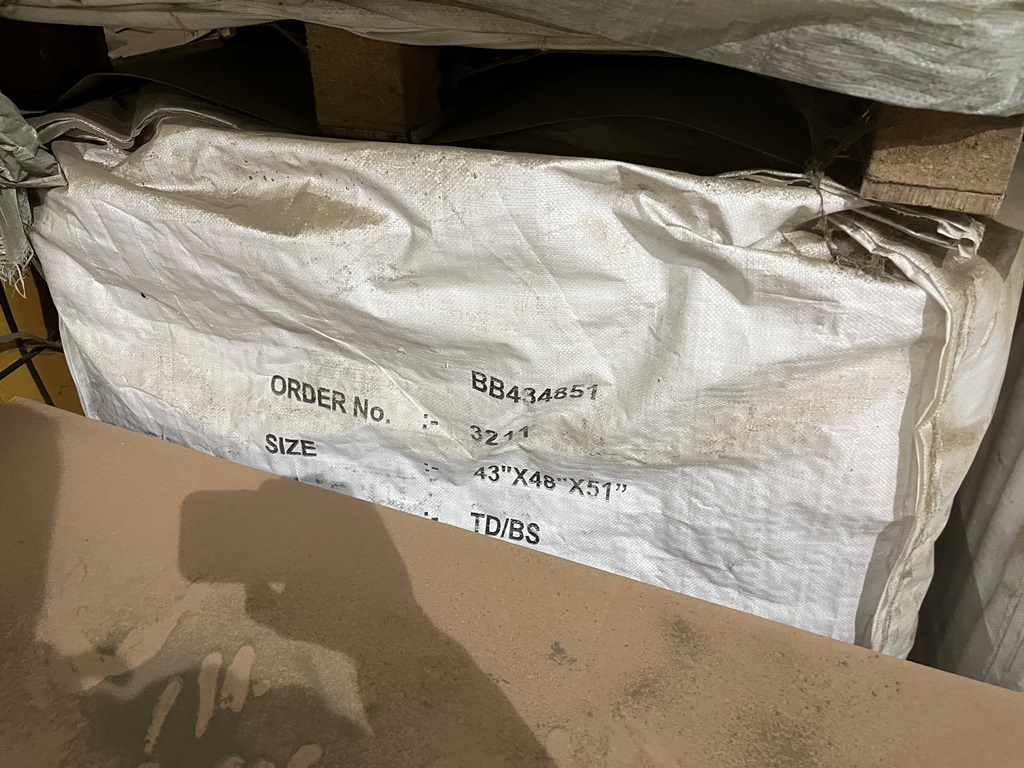 BB434851
ORDER No. :- 3211
SIZE :- 43"X48"X51"
:- TD/BS